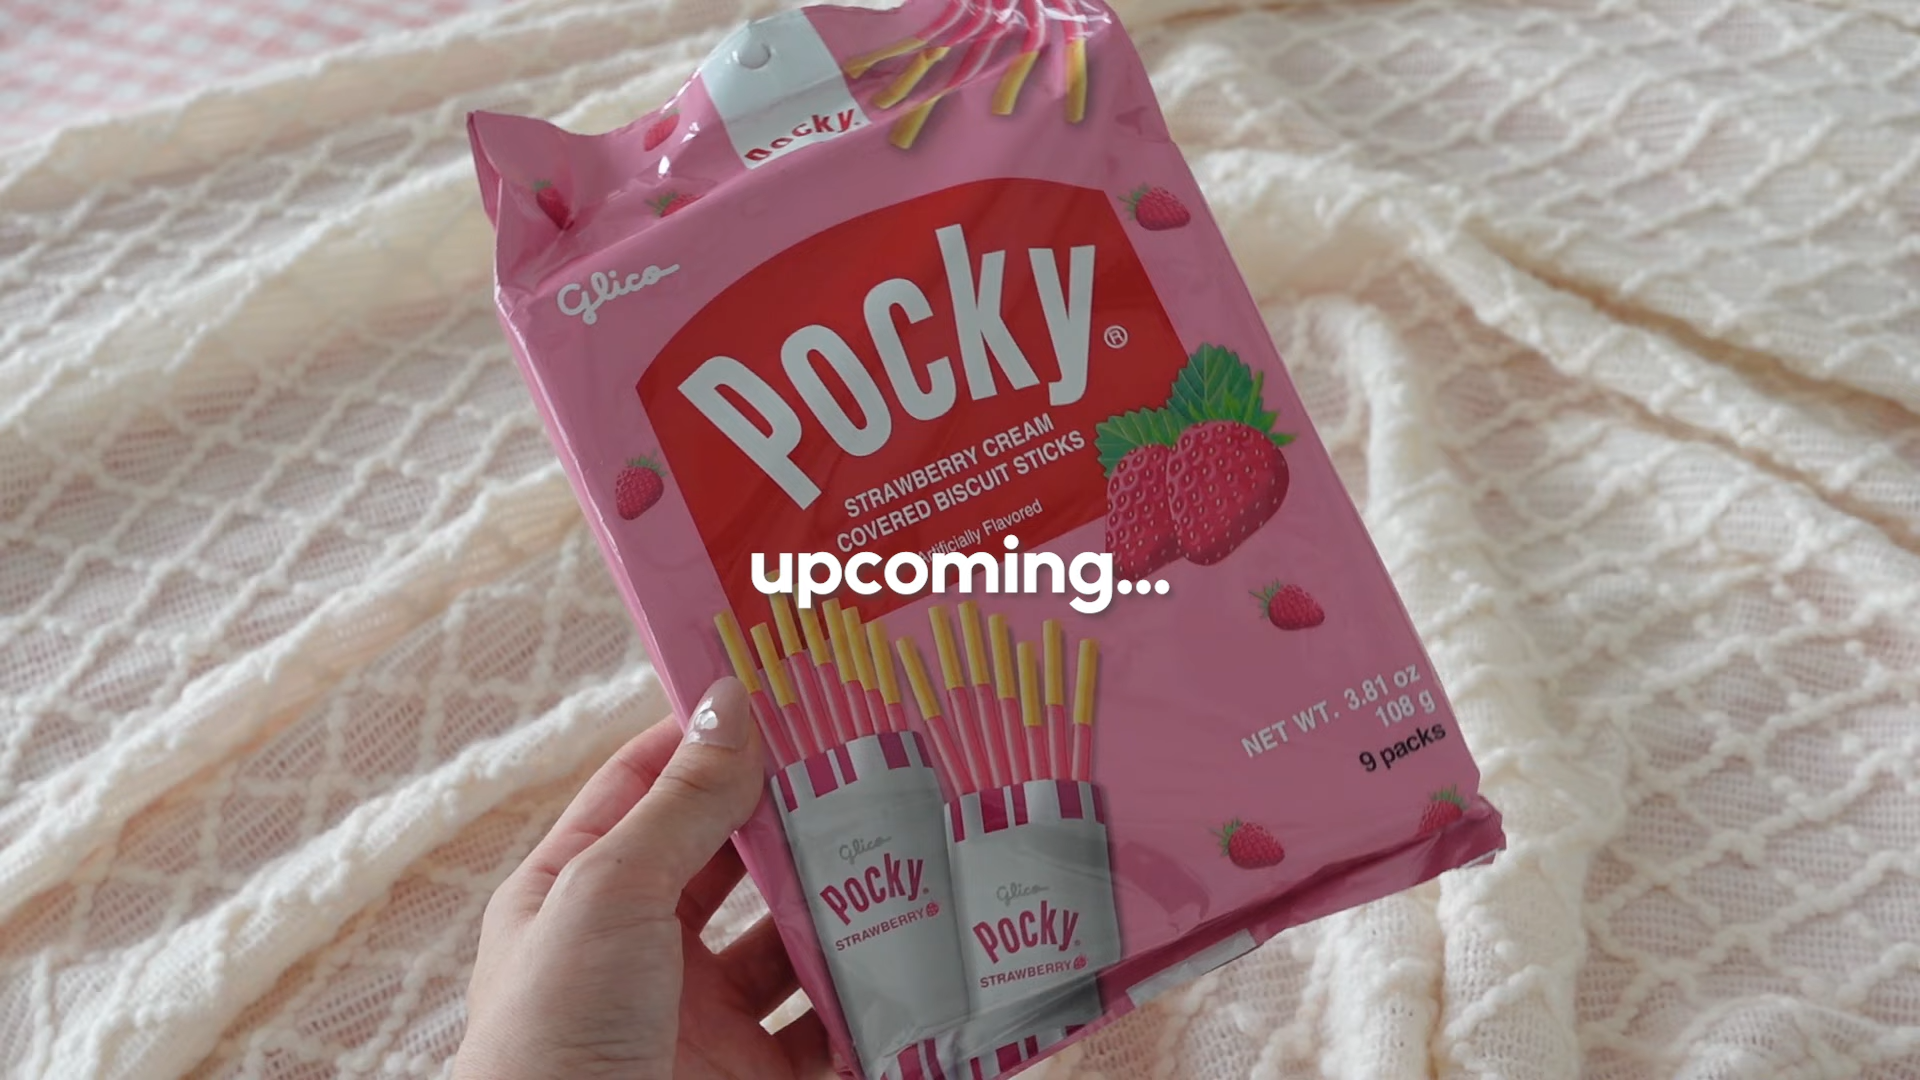 Pocky.
Glico
Pocky®
STRAWBERRY CREAM
COVERED BISCUIT STICKS
Artificially Flavored
upcoming...
NET WT. 3.81 oz
108 g
9 packs
Glico
Pocky.
STRAWBERRY
Glico
Pocky.
STRAWBERRY